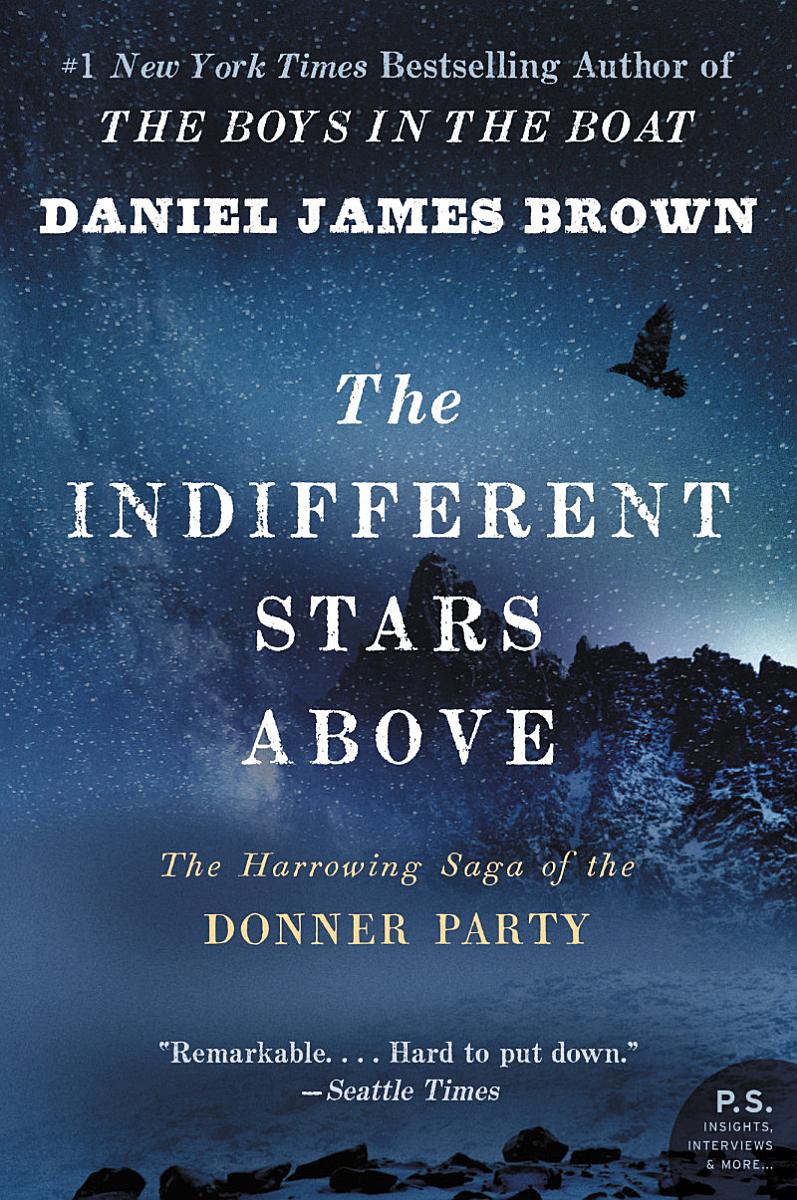 #1 New York Times Bestselling Author of
THE BOYS IN THE BOAT
DANIEL JAMES BROWN
The
INDIFFERENT
STARS
ABOVE
The Harrowing Saga of the
DONNER PARTY
"Remarkable. . . . Hard to put down."
—Seattle Times
P.S.
INSIGHTS,
INTERVIEWS
& MORE...